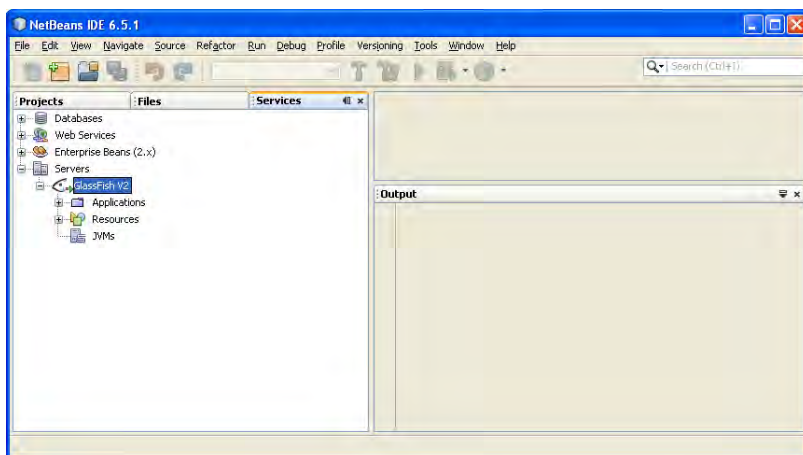 NetBeans IDE 6.5.1
File Edit View Navigate Source Refactor Run Debug Profile Versioning Tools Window Help
Search (Ctrl+I)
Projects Files Services
Databases
Web Services
Enterprise Beans (2.x)
Servers
GlassFish V2
Applications
Resources
JVMs
Output